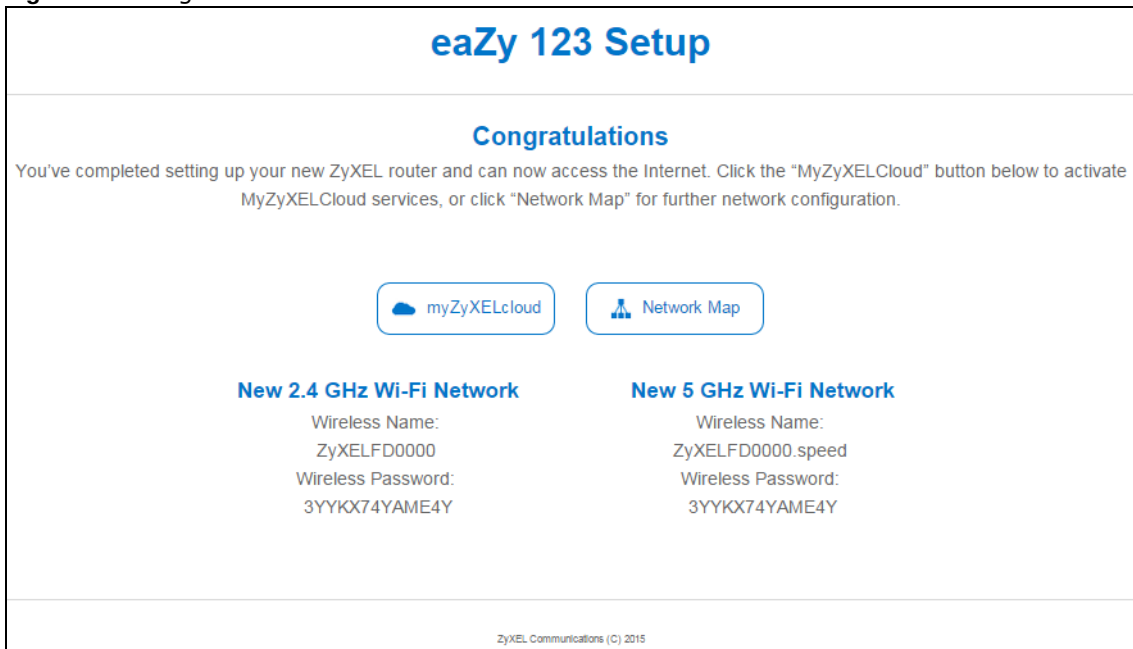 eaZy 123 Setup
Congratulations
You've completed setting up your new ZyXEL router and can now access the Internet. Click the “MyZyXELCloud” button below to activate
MyZyXELCloud services, or click “Network Map” for further network configuration.
myZyXELcloud
Network Map
New 2.4 GHz Wi-Fi Network
Wireless Name:
ZyXELFD0000
Wireless Password:
3YYKX74YAME4Y
New 5 GHz Wi-Fi Network
Wireless Name:
ZyXELFD0000.speed
Wireless Password:
3YYKX74YAME4Y
ZyXEL Communications (C) 2015